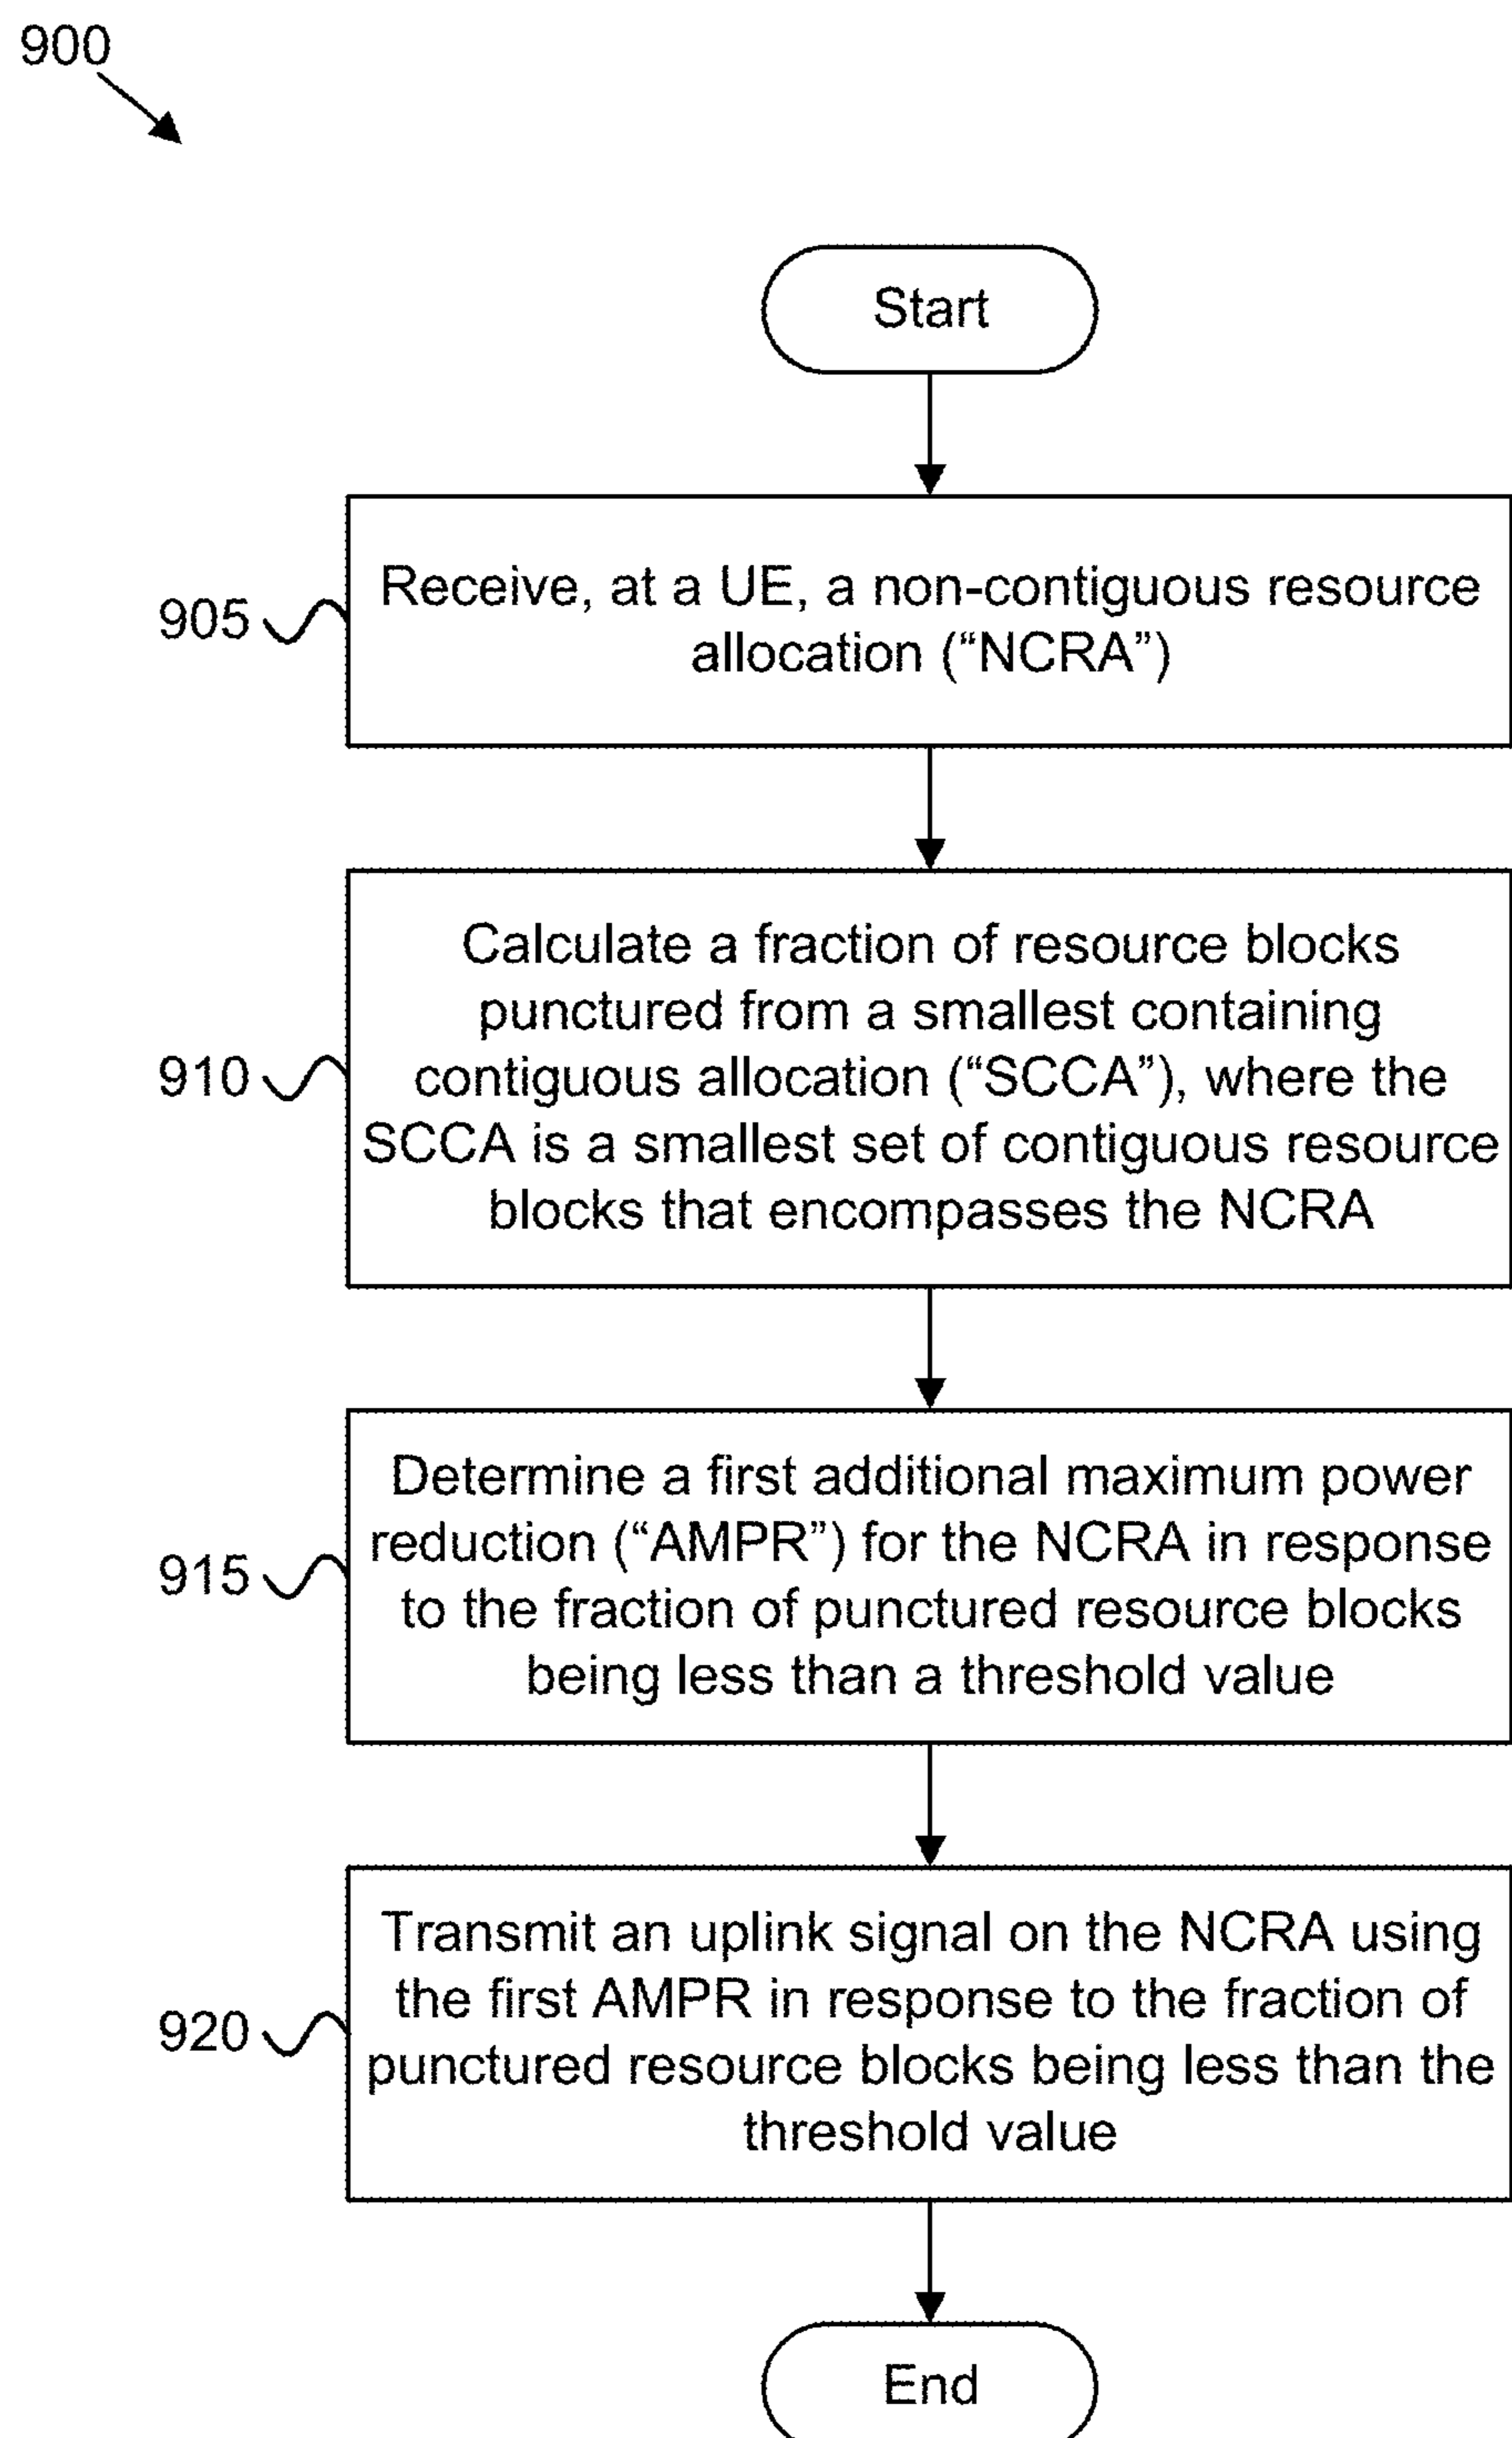 900
Start
905
Receive, at a UE, a non-contiguous resource
allocation (“NCRA”)
910
Calculate a fraction of resource blocks
punctured from a smallest containing
contiguous allocation (“SCCA”), where the
SCCA is a smallest set of contiguous resource
blocks that encompasses the NCRA
915
Determine a first additional maximum power
reduction (“AMPR”) for the NCRA in response
to the fraction of punctured resource blocks
being less than a threshold value
920
Transmit an uplink signal on the NCRA using
the first AMPR in response to the fraction of
punctured resource blocks being less than the
threshold value
End